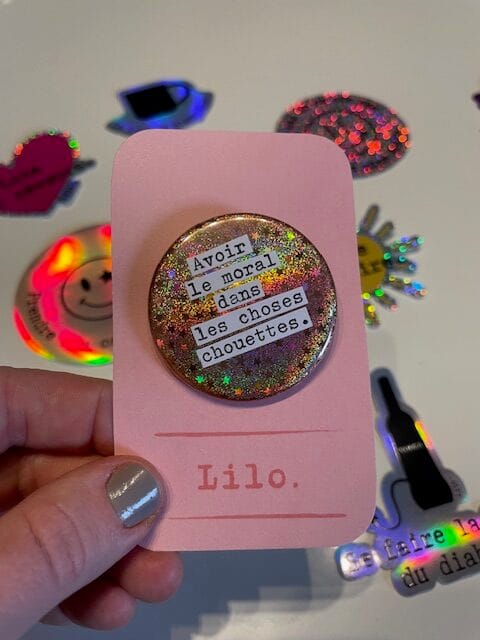 Avoir
le moral
dans
les choses
chouettes.
Lilo.
Prendre
Se faire la
du diab